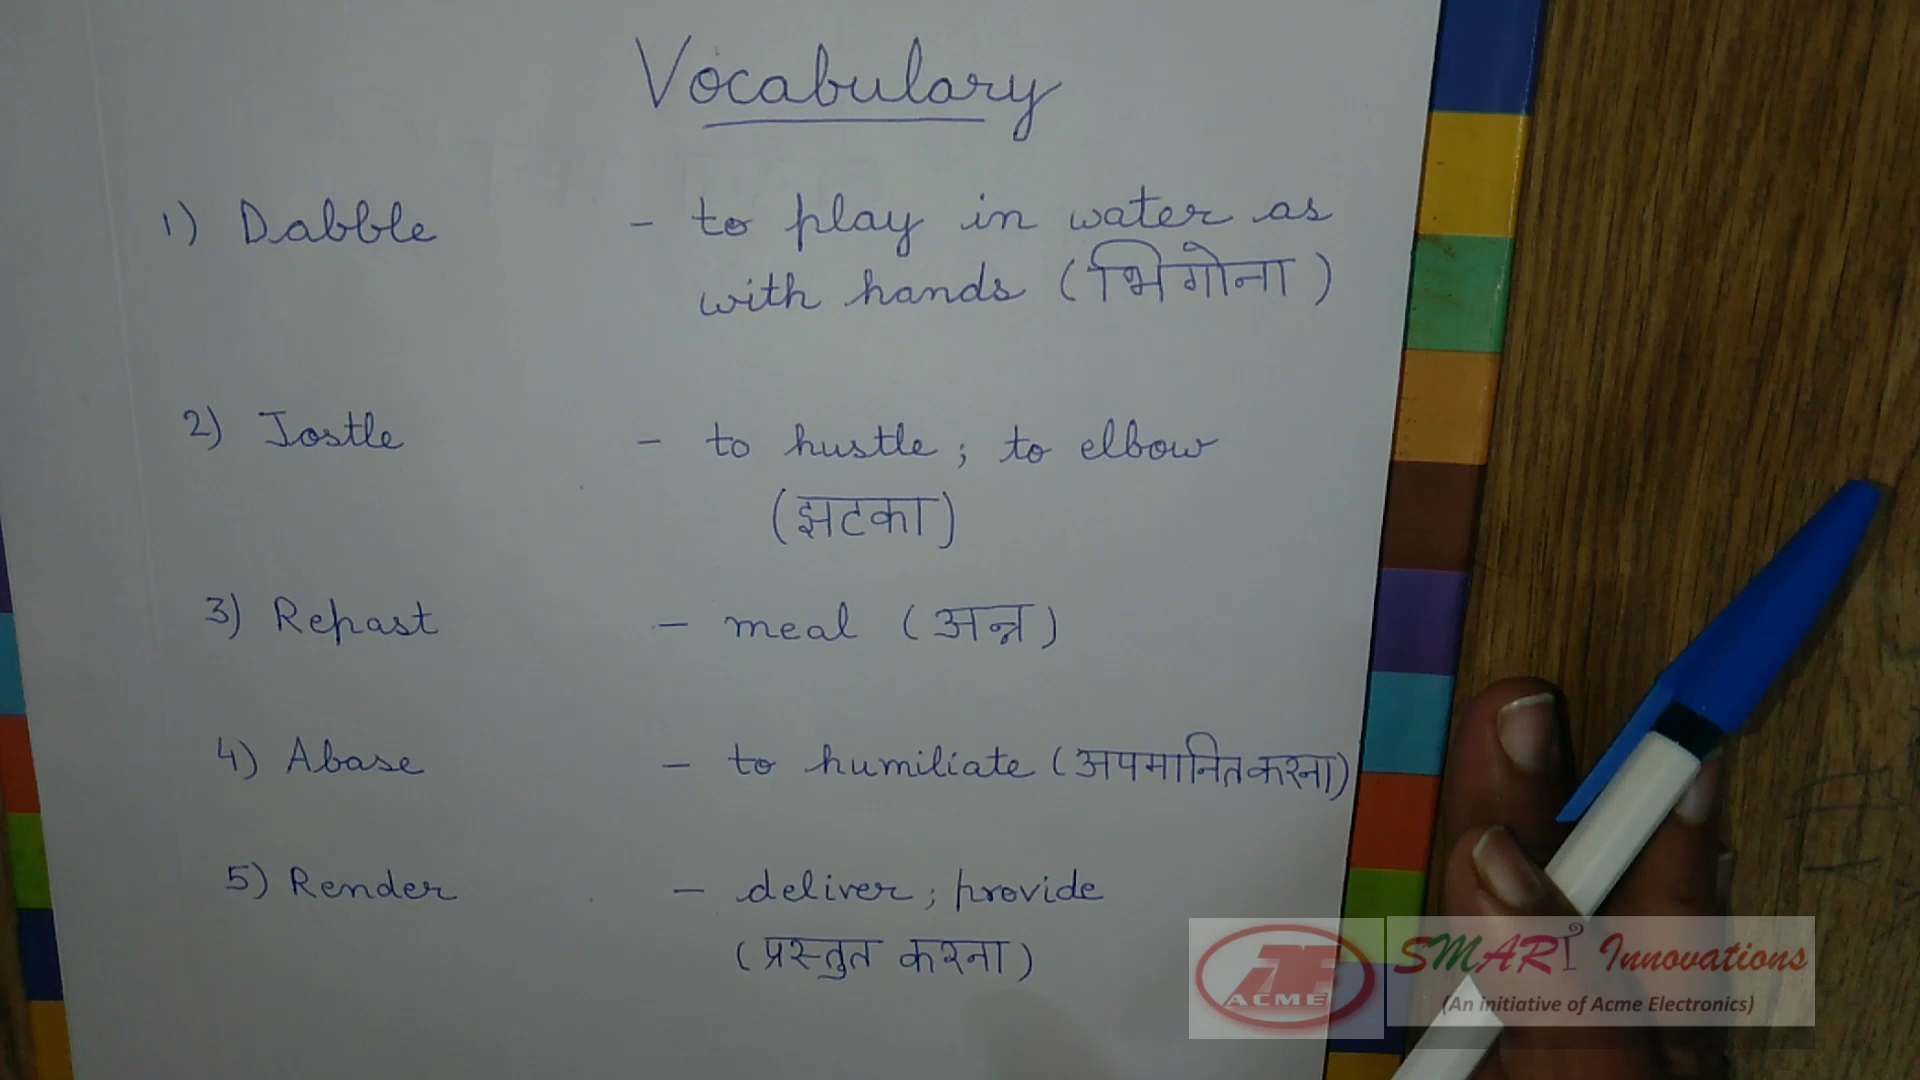 Vocabulary
1) Dabble - to play in water as
with hands (भिगोना)
2) Jostle - to hustle; to elbow
(झटका)
3) Repast - meal (अन्न)
4) Abase - to humiliate (अपमानित करना)
5) Render - deliver; provide
(प्रस्तुत करना)
ACME
SMART Innovations
(An initiative of Acme Electronics)